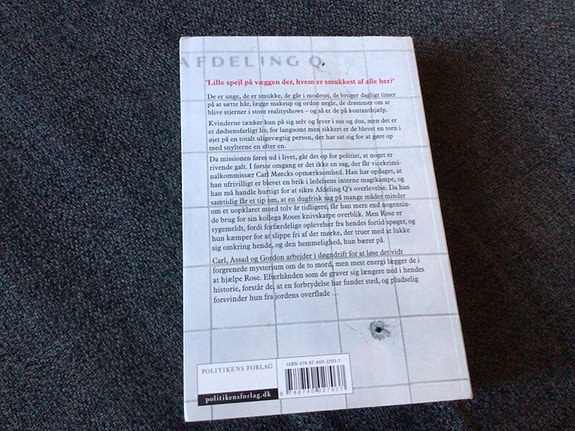 AFDELING Q
"Lille spejl på væggen der, hvem er smukkest af alle her?"
De er unge, de er smukke, de går i modetøj, de bruger dagligt timer
på at sætte hår, lægge makeup og ordne negle, de drømmer om at
blive stjerner i store realityshows – og så er de på kontanthjælp.
Kvinderne tænker kun på sig selv og lever i sus og dus, men det er
et dødsensfarligt liv, for langsomt men sikkert er de blevet en torn i
øjet på en totalt uligevægtig person, der har sat sig for at gøre op
med snylterne en efter en.
Da missionen føres ud i livet, går det op for politiet, at noget er
rivende galt. I første omgang er det ikke en sag, der får vicekrimi-
nalkommissær Carl Mørcks opmærksomhed. Han har opdaget, at
han ufrivilligt er blevet en brik i ledelsens interne magtkampe, og
må han handle hurtigt for at sikre Afdeling Q's overlevelse. Da han
samtidig får et tip om, at en dugfrisk sag på mange måder minder
om et uopklaret mord tolv år tidligere, får han mere end nogensin-
de brug for sin kollega Roses knivskarpe overblik. Men Rose er
sygemeldt, fordi forfærdelige oplevelser fra hendes fortid spøger, og
hun kæmper for at slippe fri af det mørke, der truer med at lukke
sig omkring hende, og den hemmelighed, hun bærer på.
Carl, Assad og Gordon arbejder i døgndrift for at løse det vidt
forgrenede mysterium om de to mord, men mest energi lægger de i
at hjælpe Rose. Efterhånden som de graver sig længere ned i hendes
historie, forstår de, at en forbrydelse har fundet sted, og pludselig
forsvinder hun fra jordens overflade …
POLITIKENS FORLAG
politikensforlag.dk
ISBN 978-87-400-2705-7
9 788740 027057